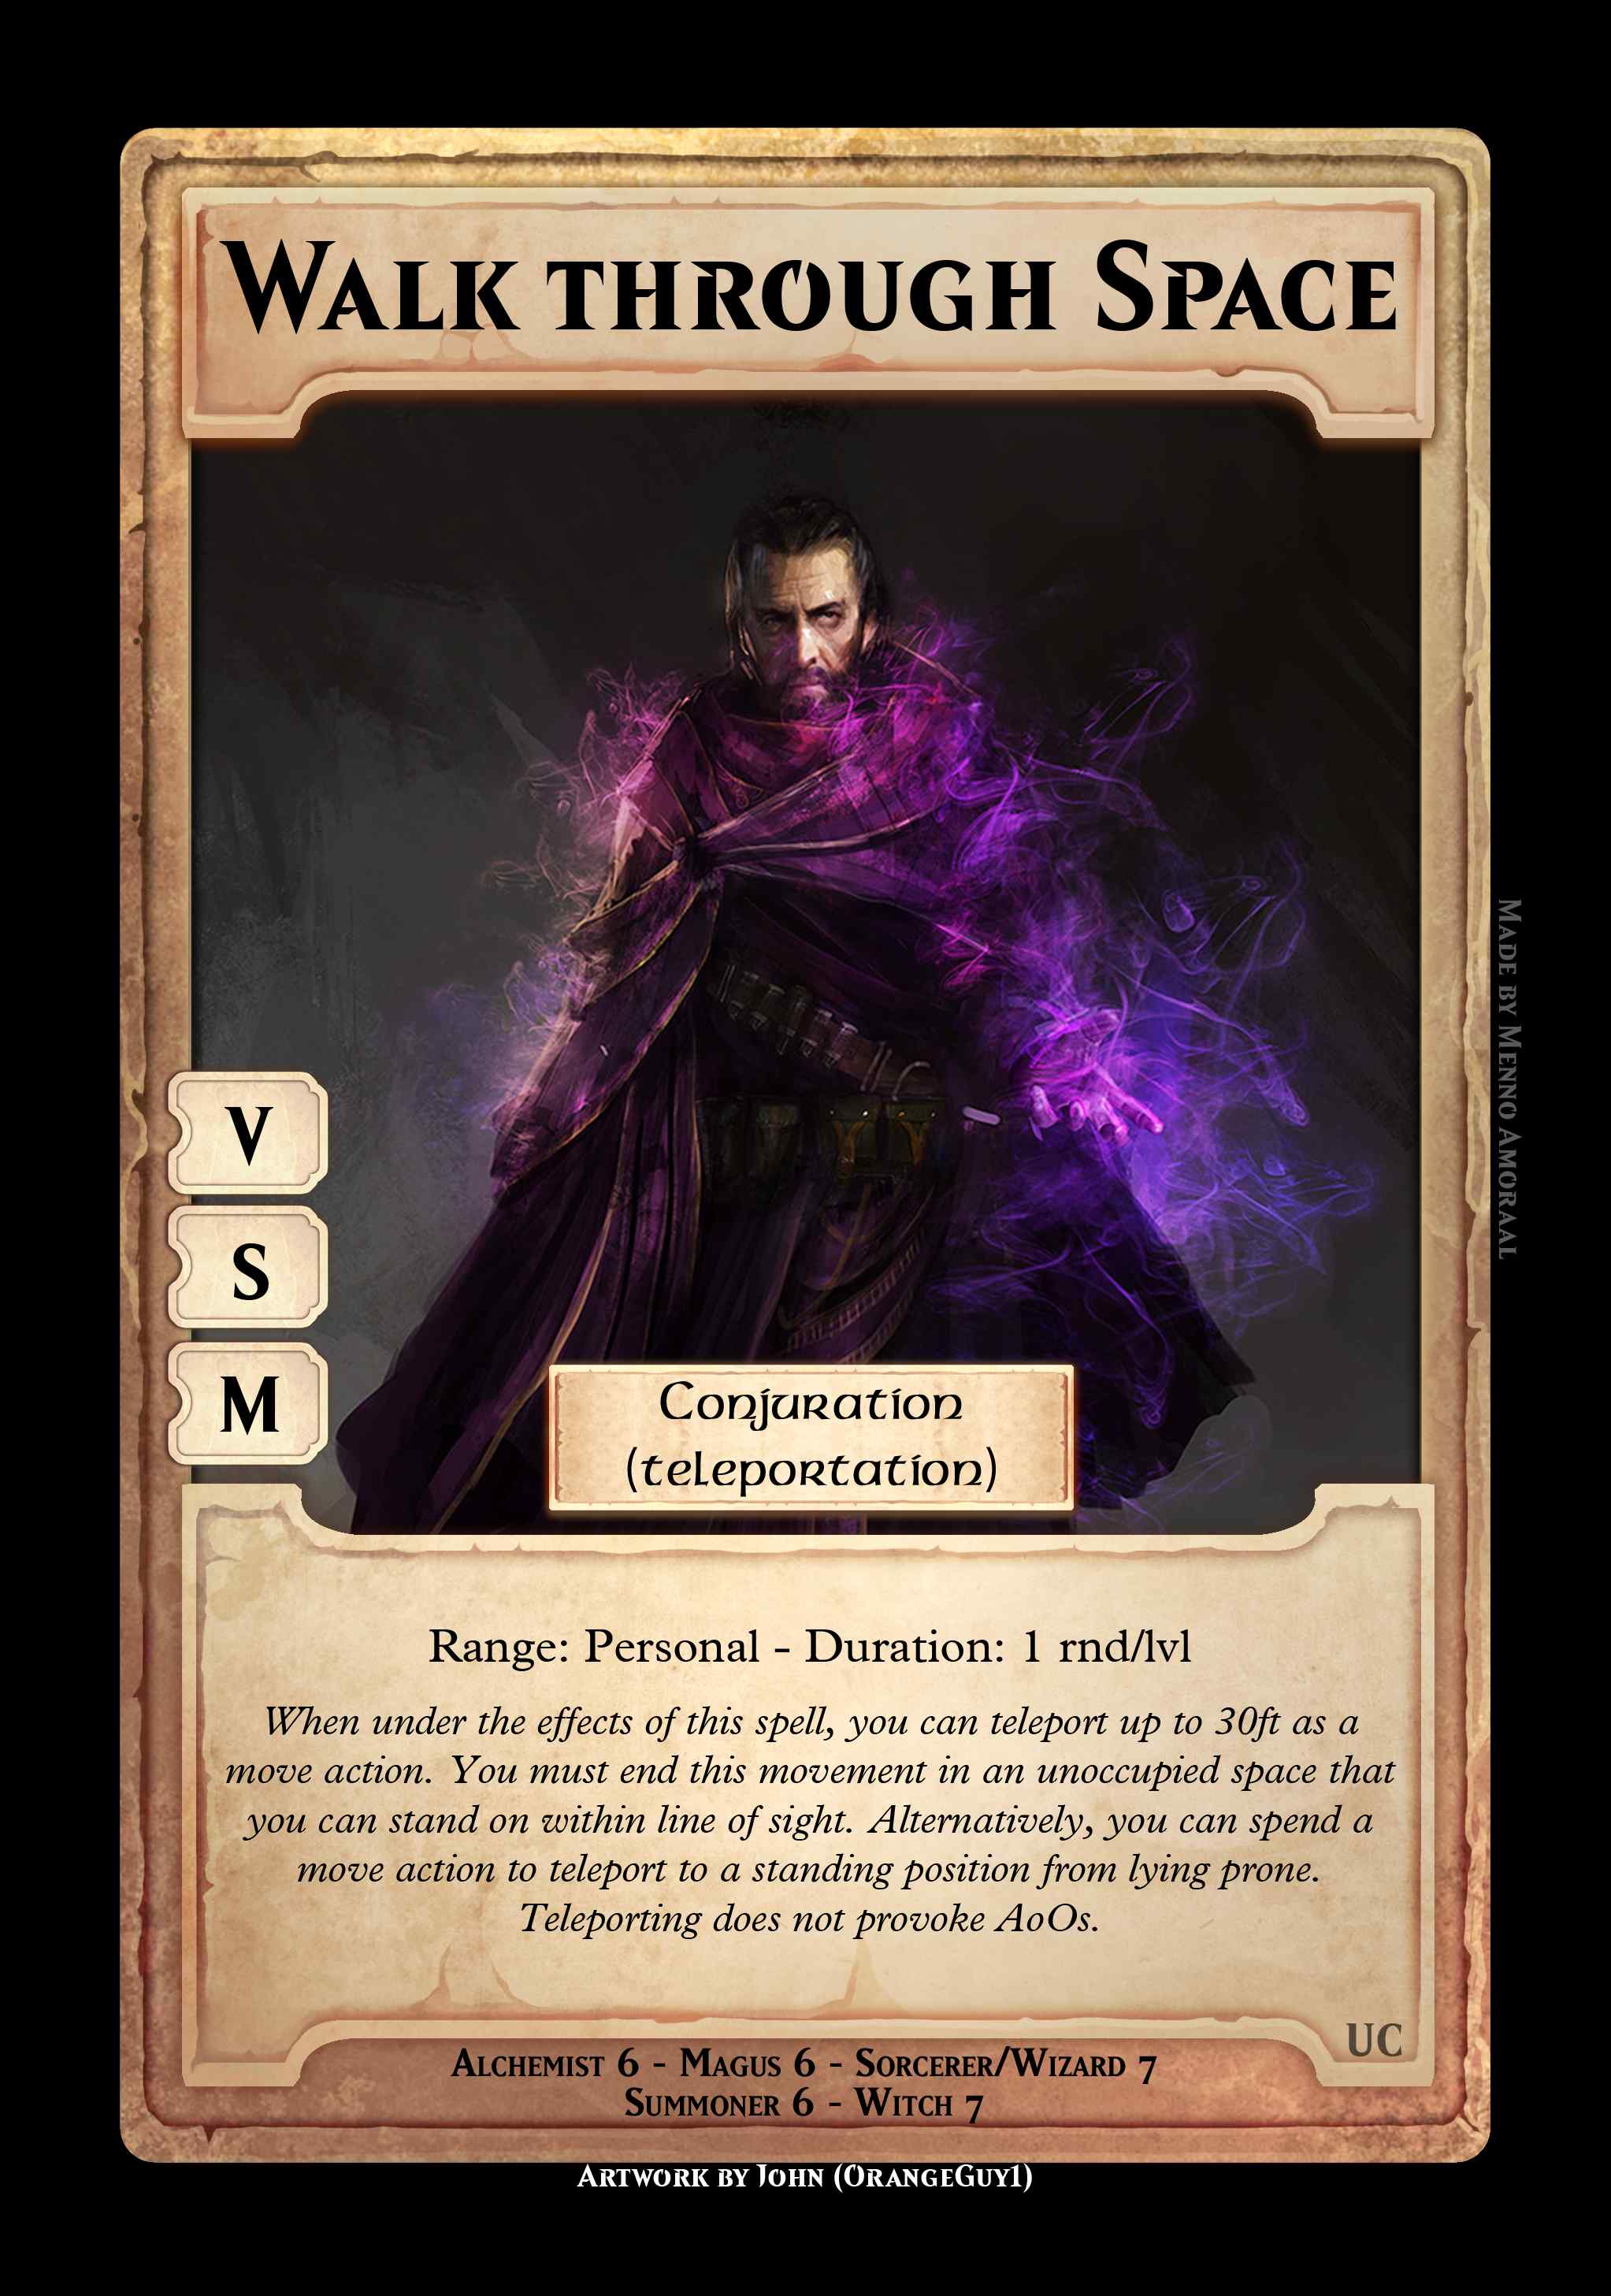 Walk through Space
V
S
M
Conjuration
(teleportation)
Range: Personal - Duration: 1 rnd/lvl
When under the effects of this spell, you can teleport up to 30ft as a
move action. You must end this movement in an unoccupied space that
you can stand on within line of sight. Alternatively, you can spend a
move action to teleport to a standing position from lying prone.
Teleporting does not provoke AoOs.
UC
Alchemist 6 - Magus 6 - Sorcerer/Wizard 7
Summoner 6 - Witch 7
Artwork by John (OrangeGuy1)
Made by Menno Amoraal